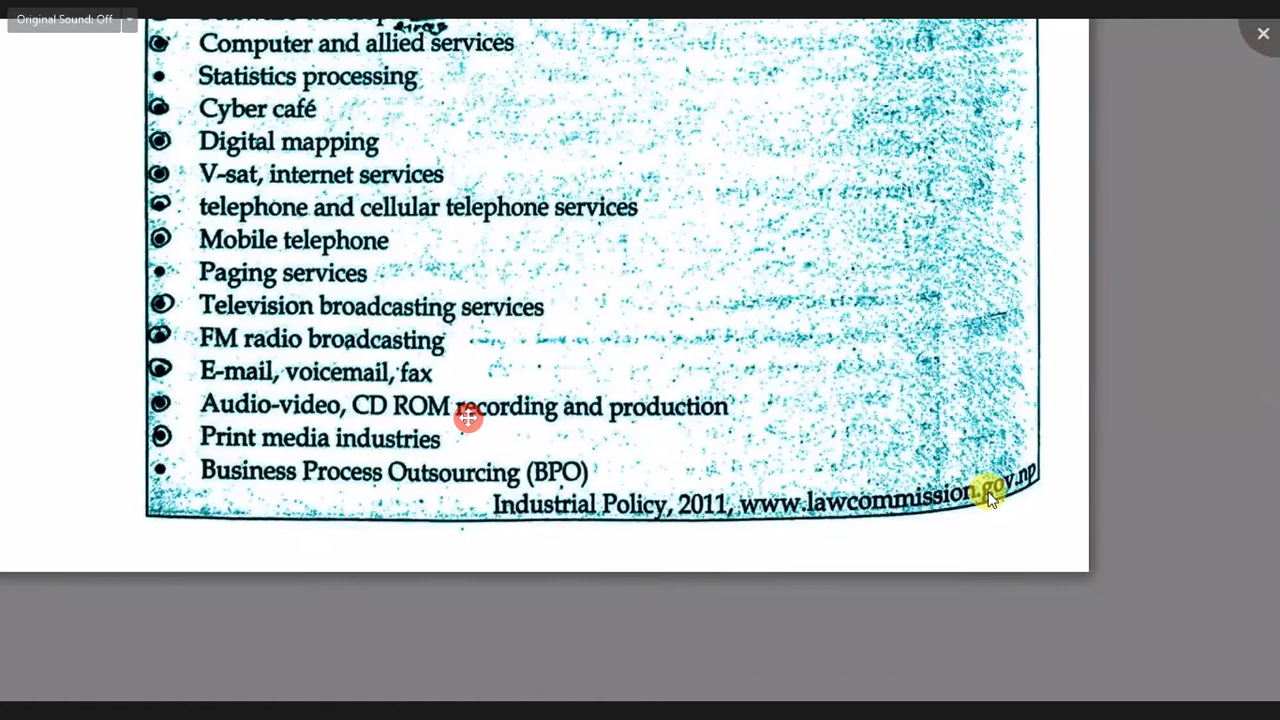 Original Sound: Off
Computer and allied services
Statistics processing
Cyber café
Digital mapping
V-sat, internet services
telephone and cellular telephone services
Mobile telephone
Paging services
Television broadcasting services
FM radio broadcasting
E-mail, voicemail, fax
Audio-video, CD ROM recording and production
Print media industries
Business Process Outsourcing (BPO)
Industrial Policy, 2011, www.lawcommission.gov.np